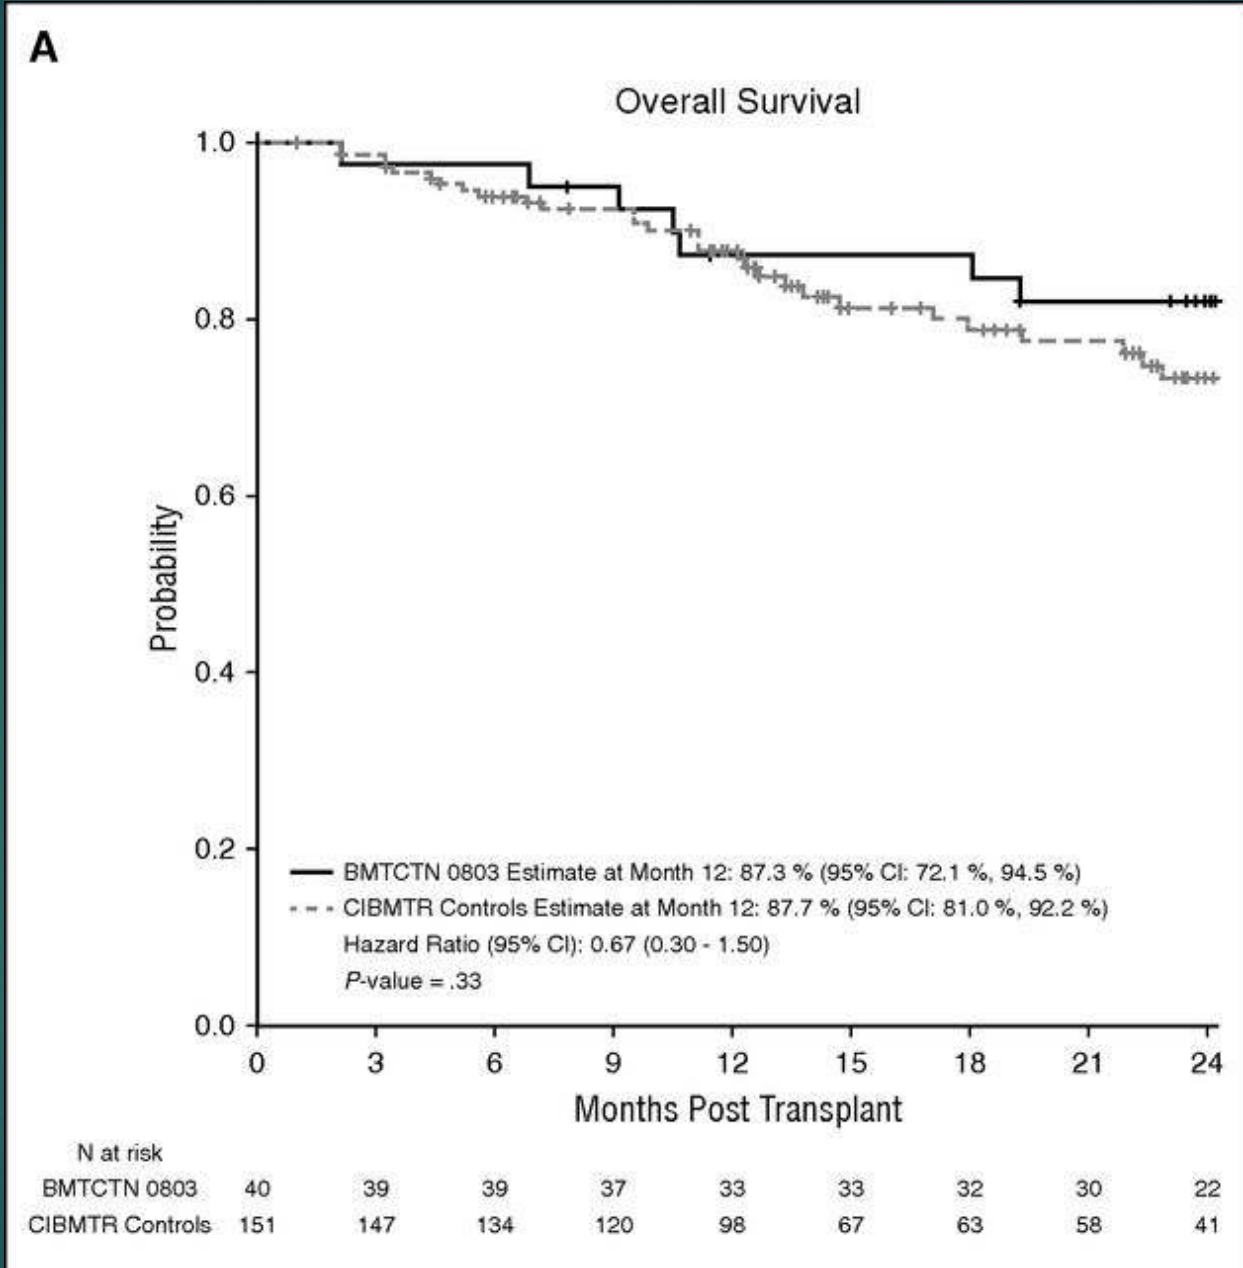 A
Overall Survival
1.0
0.8
0.6
0.4
0.2
0.0
Probability
BMTCTN 0803 Estimate at Month 12: 87.3 % (95% CI: 72.1 %, 94.5 %)
CIBMTR Controls Estimate at Month 12: 87.7 % (95% CI: 81.0 %, 92.2 %)
Hazard Ratio (95% CI): 0.67 (0.30 - 1.50)
P-value = .33
0 3 6 9 12 15 18 21 24
Months Post Transplant
N at risk
BMTCTN 0803 40 39 39 37 33 33 32 30 22
CIBMTR Controls 151 147 134 120 98 67 63 58 41